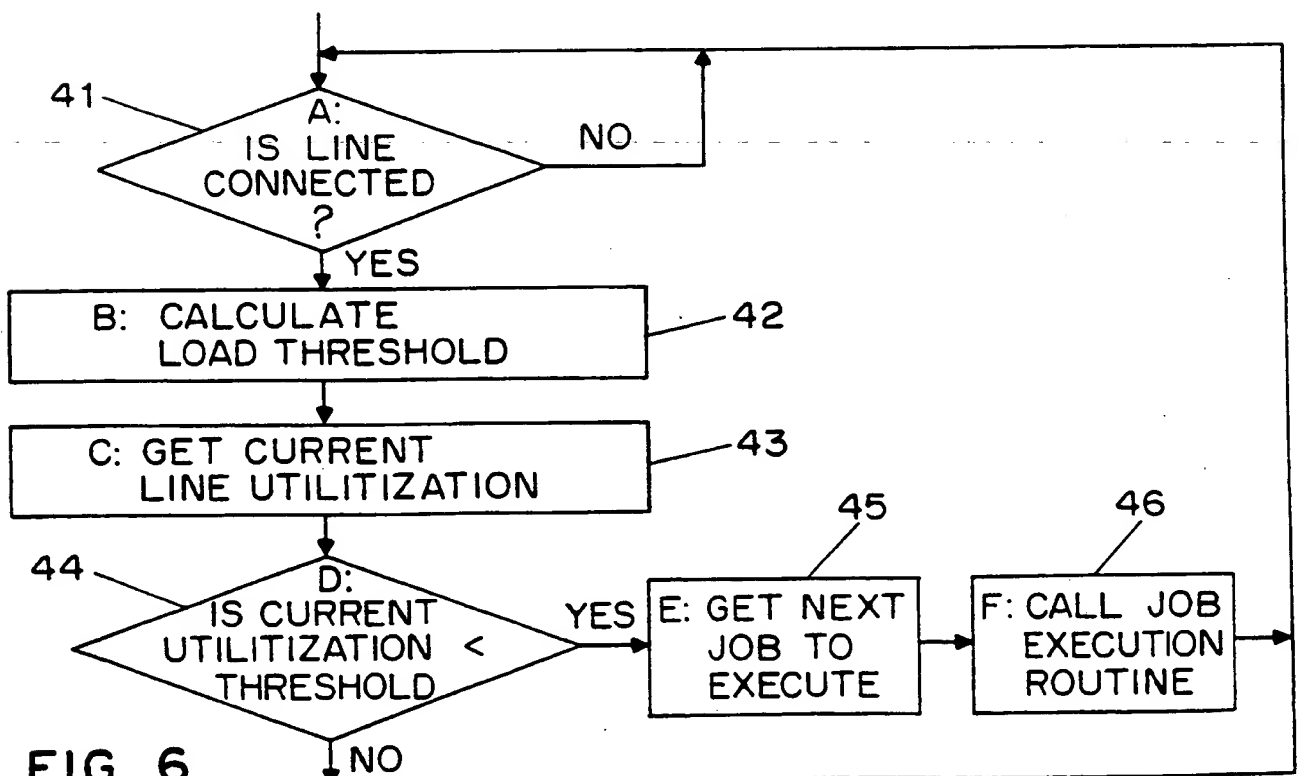 41
A:
IS LINE
CONNECTED
?
NO
YES
B: CALCULATE
LOAD THRESHOLD
42
C: GET CURRENT
LINE UTILITIZATION
43
44
D:
IS CURRENT
UTILITIZATION <
THRESHOLD
YES
45
E: GET NEXT
JOB TO
EXECUTE
46
F: CALL JOB
EXECUTION
ROUTINE
NO
FIG. 6